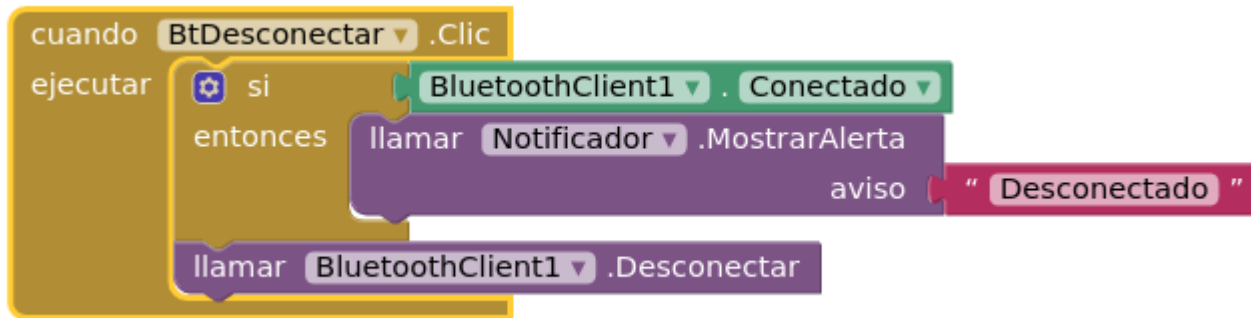 cuando BtDesconectar .Clic
ejecutar si BluetoothClient1 . Conectado
entonces llamar Notificador .MostrarAlerta
aviso " Desconectado "
llamar BluetoothClient1 .Desconectar